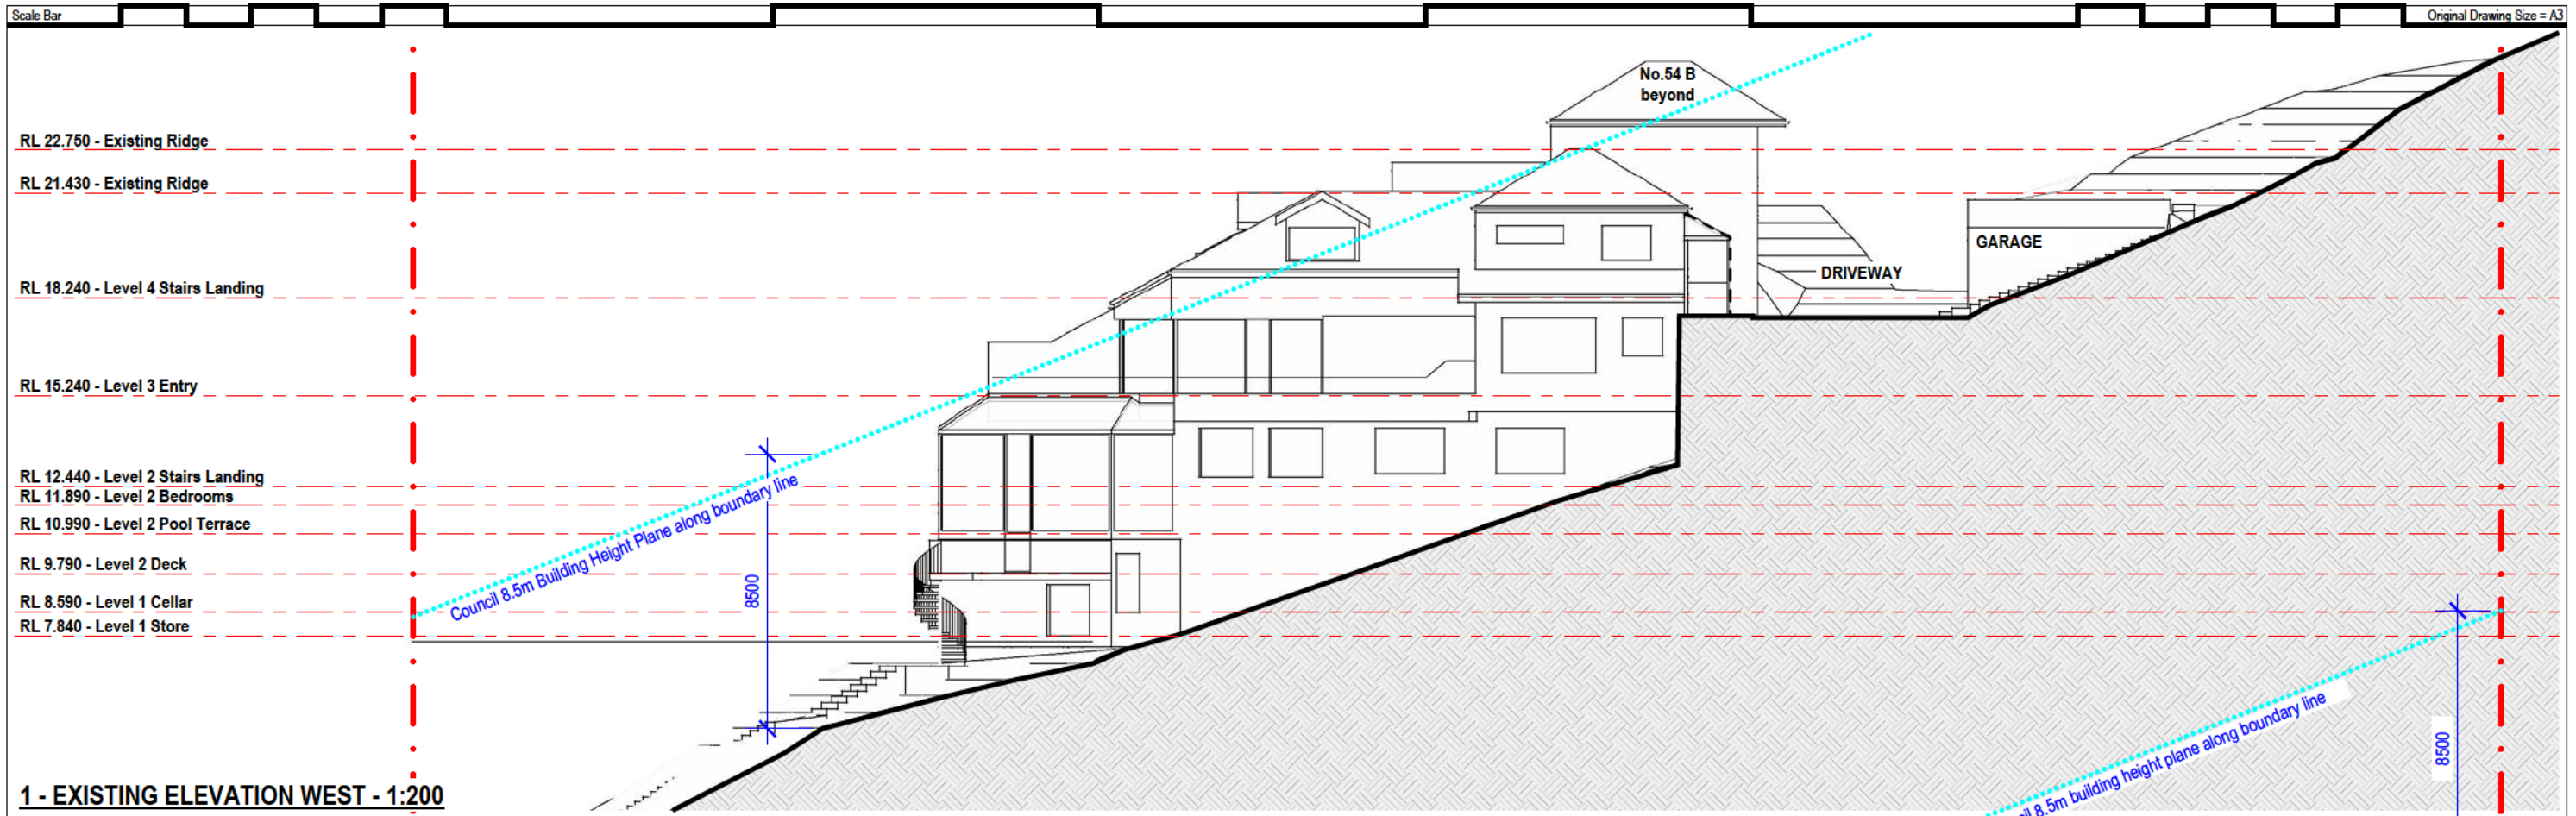 Scale Bar
Original Drawing Size = A3
No.54 B
beyond
RL 22.750 - Existing Ridge
RL 21.430 - Existing Ridge
GARAGE
DRIVEWAY
RL 18.240 - Level 4 Stairs Landing
RL 15.240 - Level 3 Entry
RL 12.440 - Level 2 Stairs Landing
RL 11.890 - Level 2 Bedrooms
RL 10.990 - Level 2 Pool Terrace
RL 9.790 - Level 2 Deck
RL 8.590 - Level 1 Cellar
RL 7.840 - Level 1 Store
Council 8.5m Building Height Plane along boundary line
8500
8500
8.5m building height plane along boundary line
1 - EXISTING ELEVATION WEST - 1:200